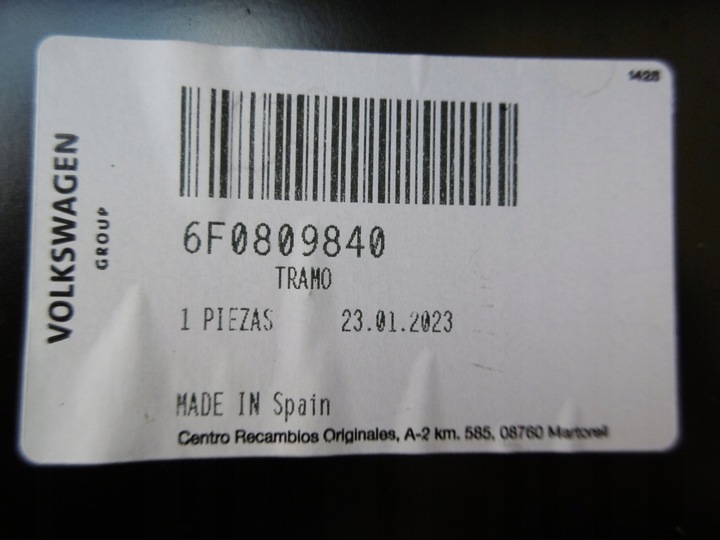 1428
VOLKSWAGEN
GROUP
6F0809840
TRAMO
1 PIEZAS 23.01.2023
MADE IN Spain
Centro Recambios Originales, A-2 km. 585, 08760 Martorell